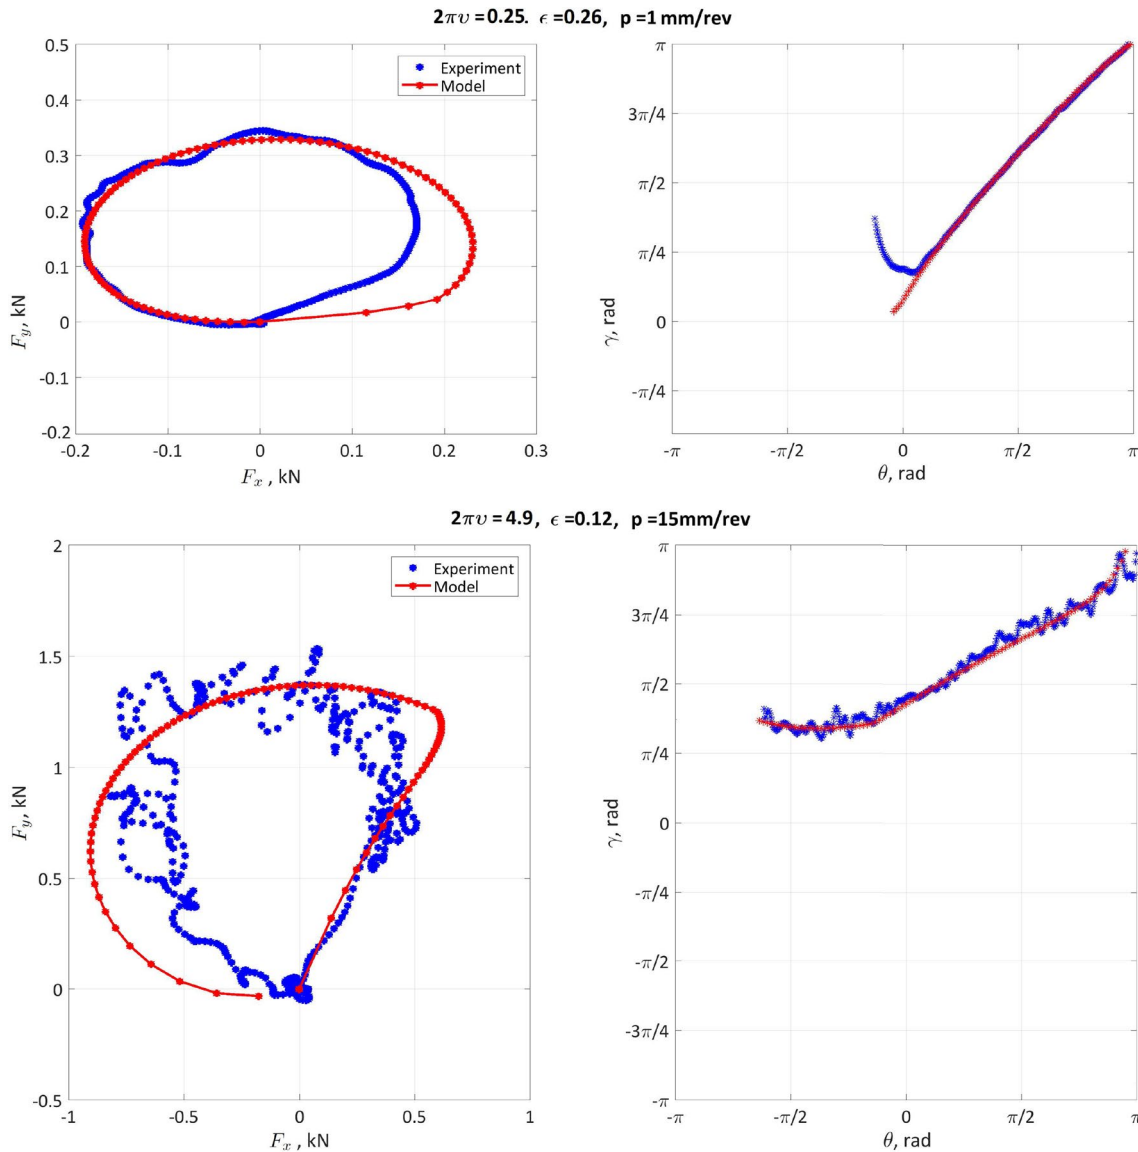 2πυ = 0.25. ϵ = 0.26, p = 1 mm/rev
0.5
0.4
0.3
0.2
0.1
0
-0.1
-0.2
F_y, kN
-0.2
-0.1
0
0.1
0.2
0.3
F_x , kN
Experiment
Model
π
3π/4
π/2
π/4
0
-π/4
γ, rad
-π
-π/2
0
π/2
π
θ, rad
2πυ = 4.9, ϵ = 0.12, p = 15mm/rev
2
1.5
1
0.5
0
-0.5
F_y, kN
-1
-0.5
0
0.5
1
F_x , kN
Experiment
Model
π
3π/4
π/2
π/4
0
-π/4
-π/2
-3π/4
-π
γ, rad
-π
-π/2
0
π/2
π
θ, rad